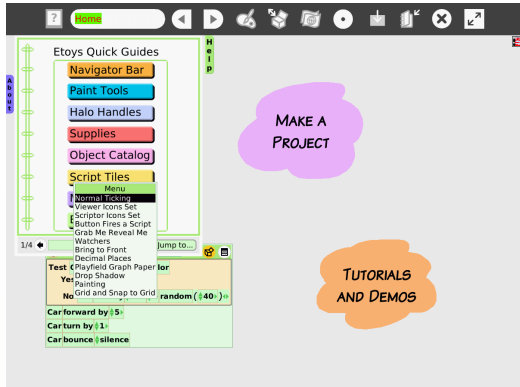 Home
Help
About
Etoys Quick Guides
Navigator Bar
Paint Tools
Halo Handles
Supplies
Object Catalog
Script Tiles
Menu
Normal Ticking
Viewer Icons Set
Scriptor Icons Set
Button Fires a Script
Grab Me Reveal Me
Watchers
Bring to Front
Decimal Places
Playfield Graph Paper
Drop Shadow
Painting
Grid and Snap to Grid
1/4
Jump to...
Test
Yes
No
random (40)
Car forward by 5
Car turn by 1
Car bounce silence
MAKE A
PROJECT
TUTORIALS
AND DEMOS